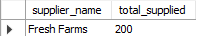 supplier_name total_supplied
Fresh Farms 200